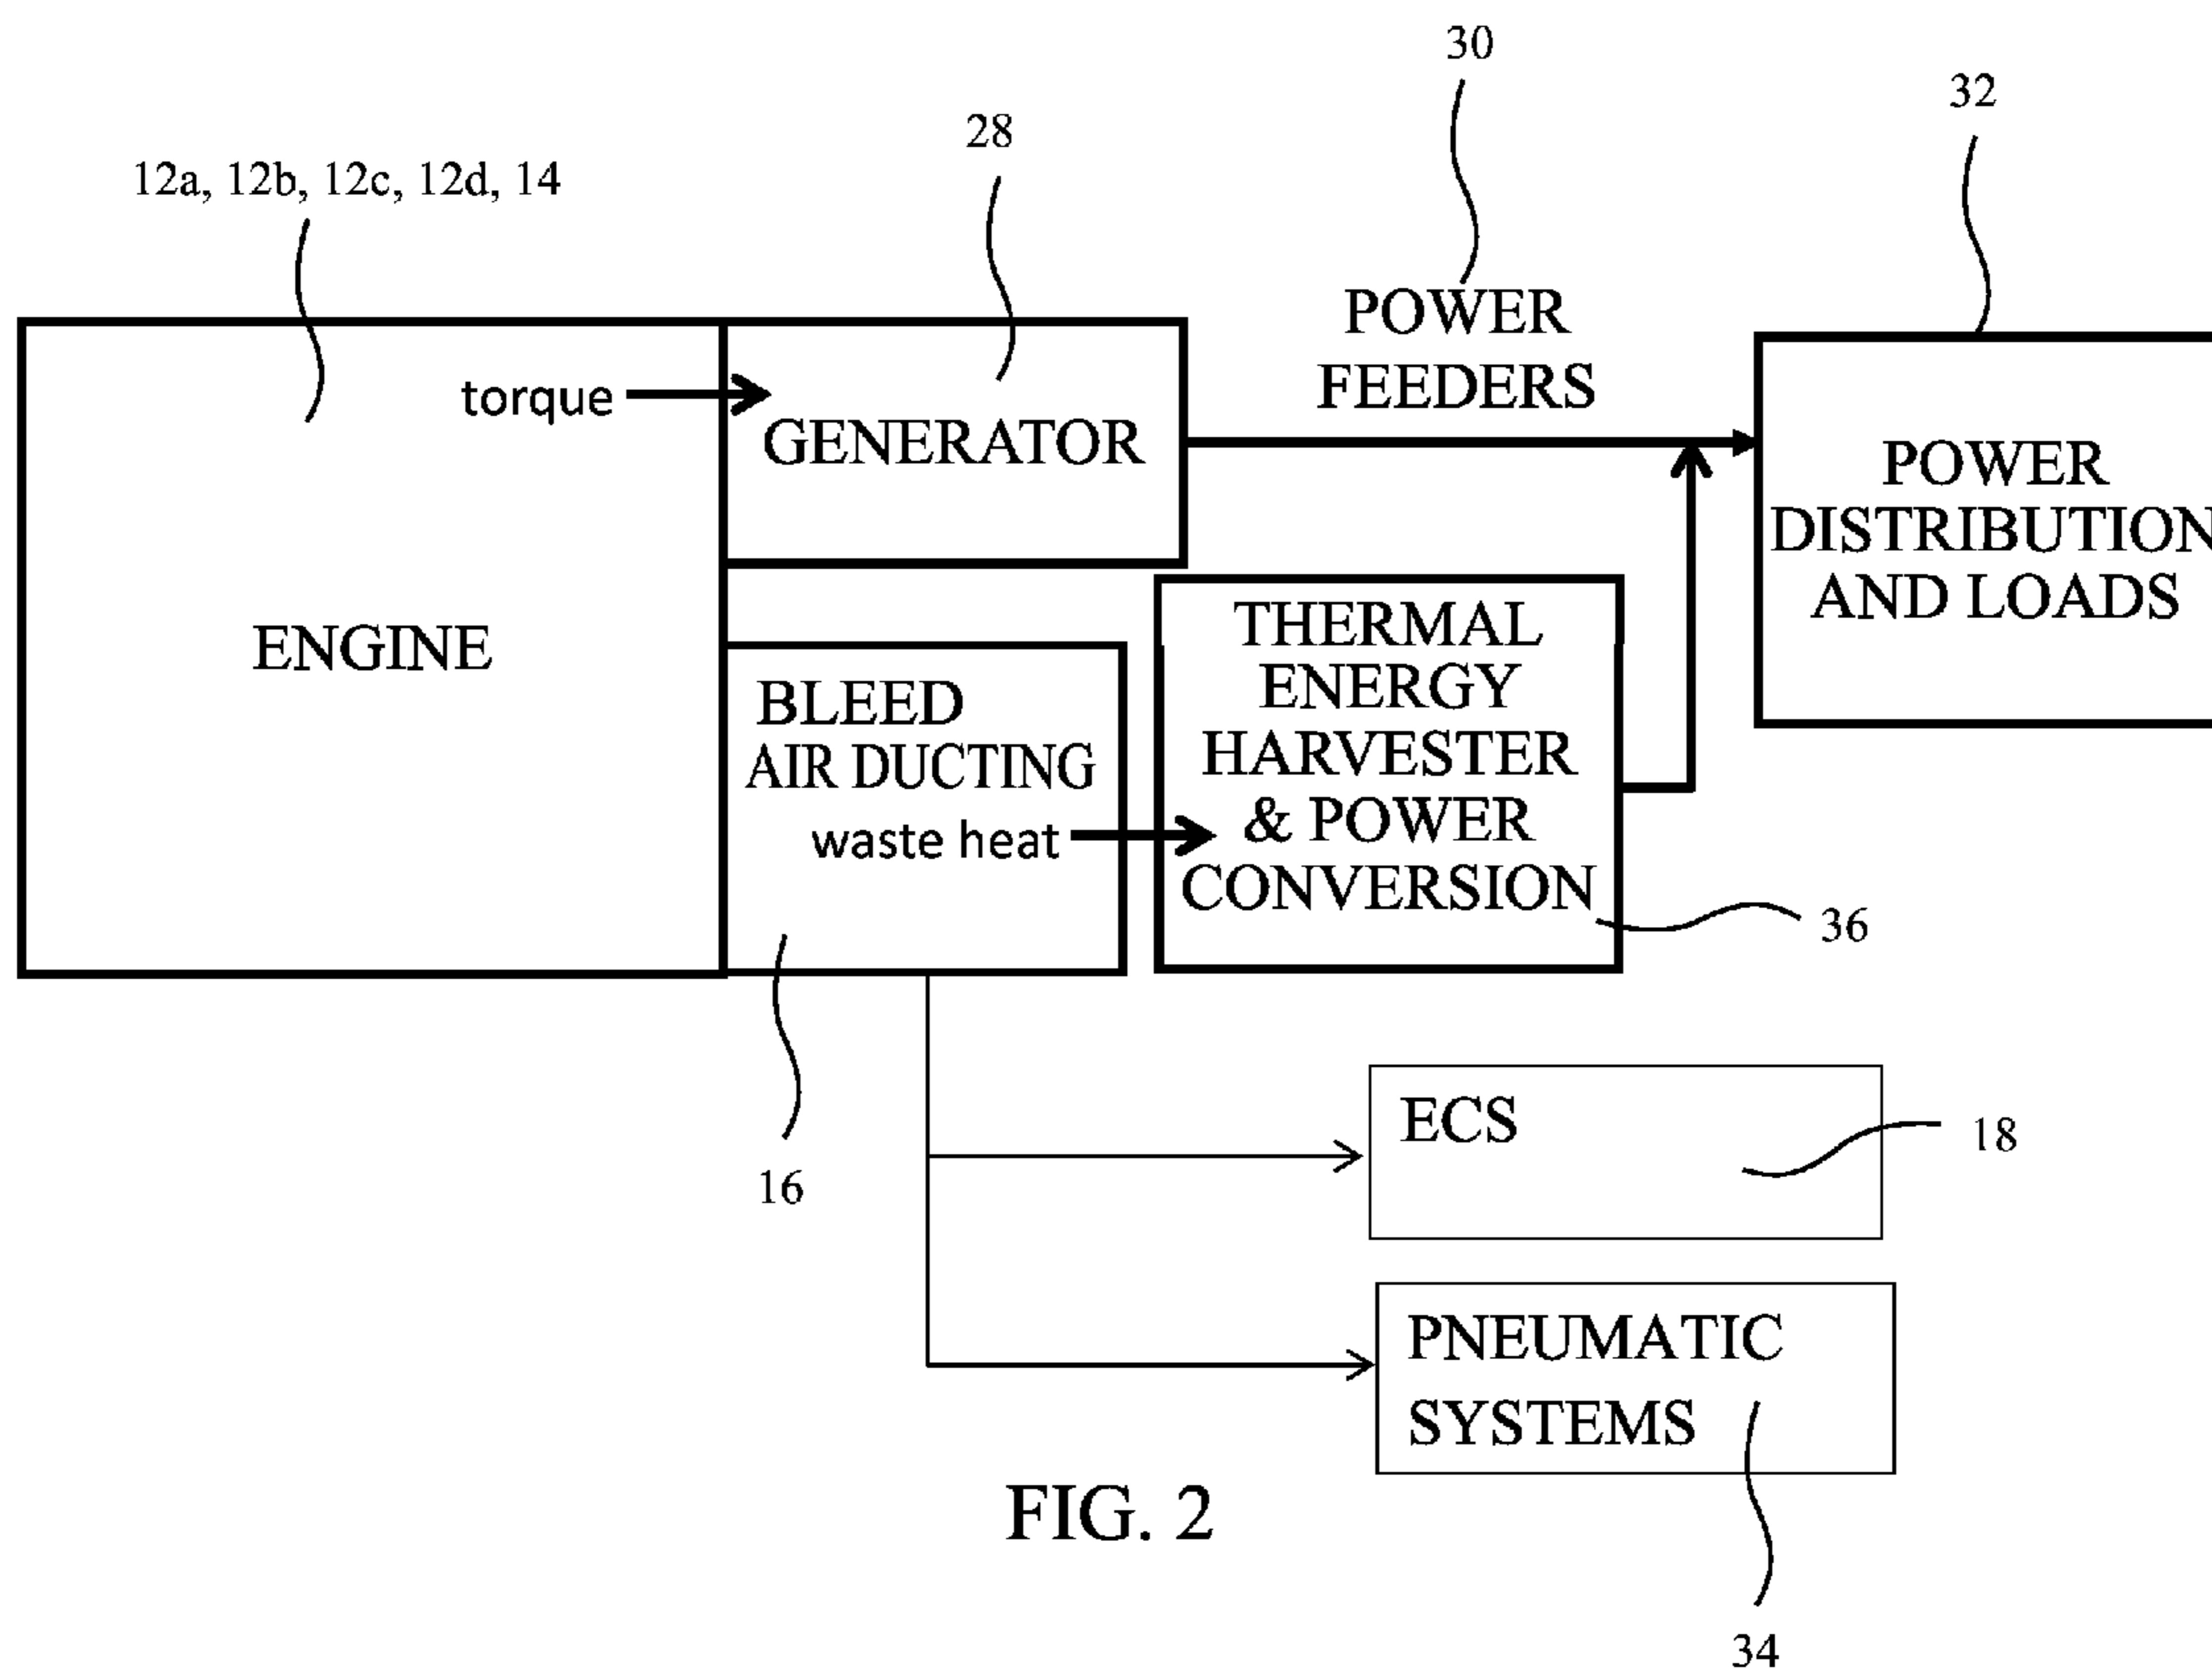 30
32
28
12a, 12b, 12c, 12d, 14
POWER
FEEDERS
torque
GENERATOR
POWER
DISTRIBUTION
AND LOADS
ENGINE
THERMAL
ENERGY
HARVESTER
& POWER
CONVERSION
BLEED
AIR DUCTING
waste heat
36
ECS
18
16
PNEUMATIC
SYSTEMS
FIG. 2
34